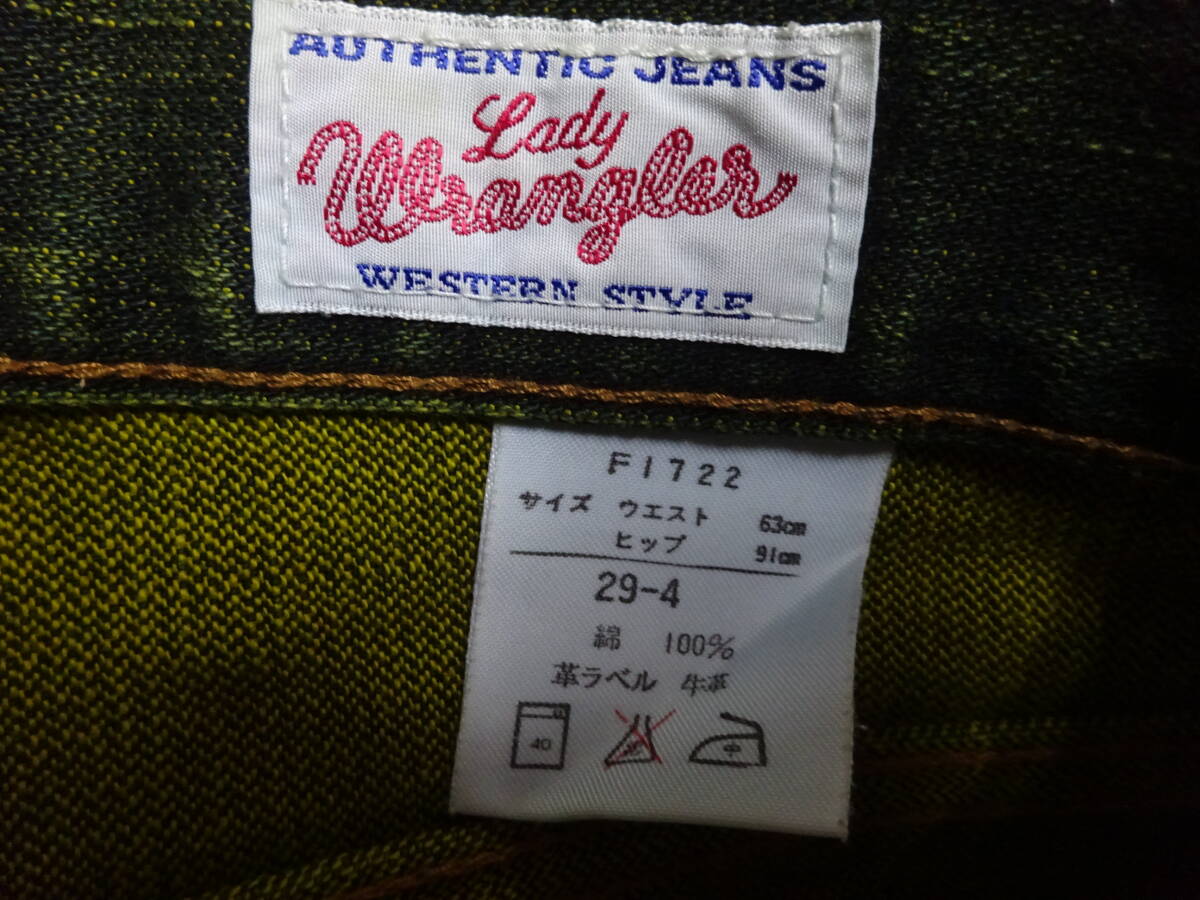 AUTHENTIC JEANS
Lady
Wrangler
WESTERN STYLE
F1722
サイズ ウエスト 63cm
ヒップ 91cm
29-4
綿 100%
革ラベル 牛革
40
中